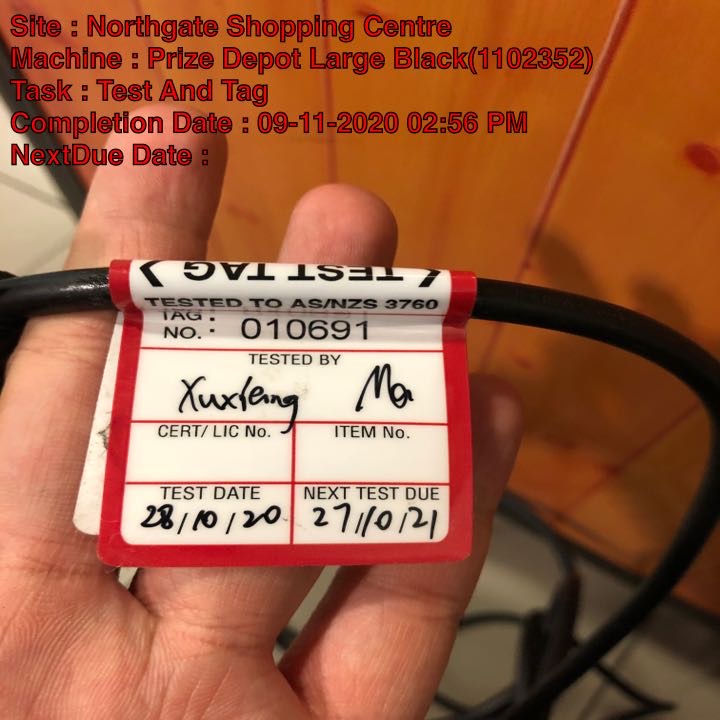 Site : Northgate Shopping Centre
Machine : Prize Depot Large Black(1102352)
Task : Test And Tag
Completion Date : 09-11-2020 02:56 PM
NextDue Date :
TEST TAG
TEST TAG
TESTED TO AS/NZS 3760
TAG :
NO. : 010691
TESTED BY
CERT/ LIC No. ITEM No.
TEST DATE NEXT TEST DUE
28/10/20 27/10/21